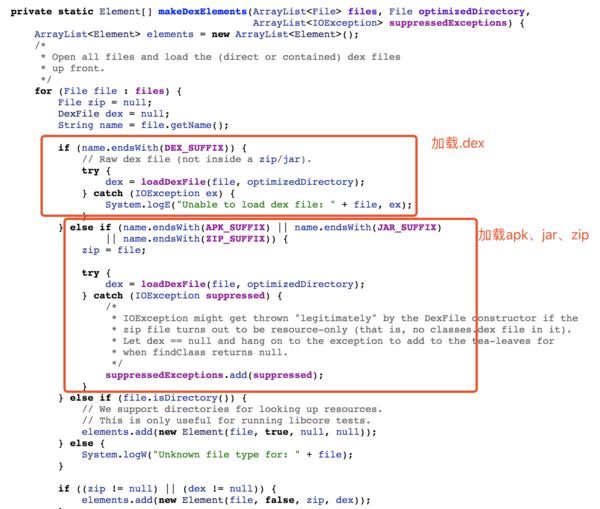 private static Element[] makeDexElements(ArrayList<File> files, File optimizedDirectory,
                                         ArrayList<IOException> suppressedExceptions) {
    ArrayList<Element> elements = new ArrayList<Element>();
    /*
     * Open all files and load the (direct or contained) dex files
     * up front.
     */
    for (File file : files) {
        File zip = null;
        DexFile dex = null;
        String name = file.getName();

        if (name.endsWith(DEX_SUFFIX)) {
            // Raw dex file (not inside a zip/jar).
            try {
                dex = loadDexFile(file, optimizedDirectory);
            } catch (IOException ex) {
                System.logE("Unable to load dex file: " + file, ex);
            }
加载.dex
        } else if (name.endsWith(APK_SUFFIX) || name.endsWith(JAR_SUFFIX)
                || name.endsWith(ZIP_SUFFIX)) {
            zip = file;

            try {
                dex = loadDexFile(file, optimizedDirectory);
            } catch (IOException suppressed) {
                /*
                 * IOException might get thrown "legitimately" by the DexFile constructor if the
                 * zip file turns out to be resource-only (that is, no classes.dex file in it).
                 * Let dex == null and hang on to the exception to add to the tea-leaves for
                 * when findClass returns null.
                 */
                suppressedExceptions.add(suppressed);
            }
加载apk、jar、zip
        } else if (file.isDirectory()) {
            // We support directories for looking up resources.
            // This is only useful for running libcore tests.
            elements.add(new Element(file, true, null, null));
        } else {
            System.logW("Unknown file type for: " + file);
        }

        if ((zip != null) || (dex != null)) {
            elements.add(new Element(file, false, zip, dex));